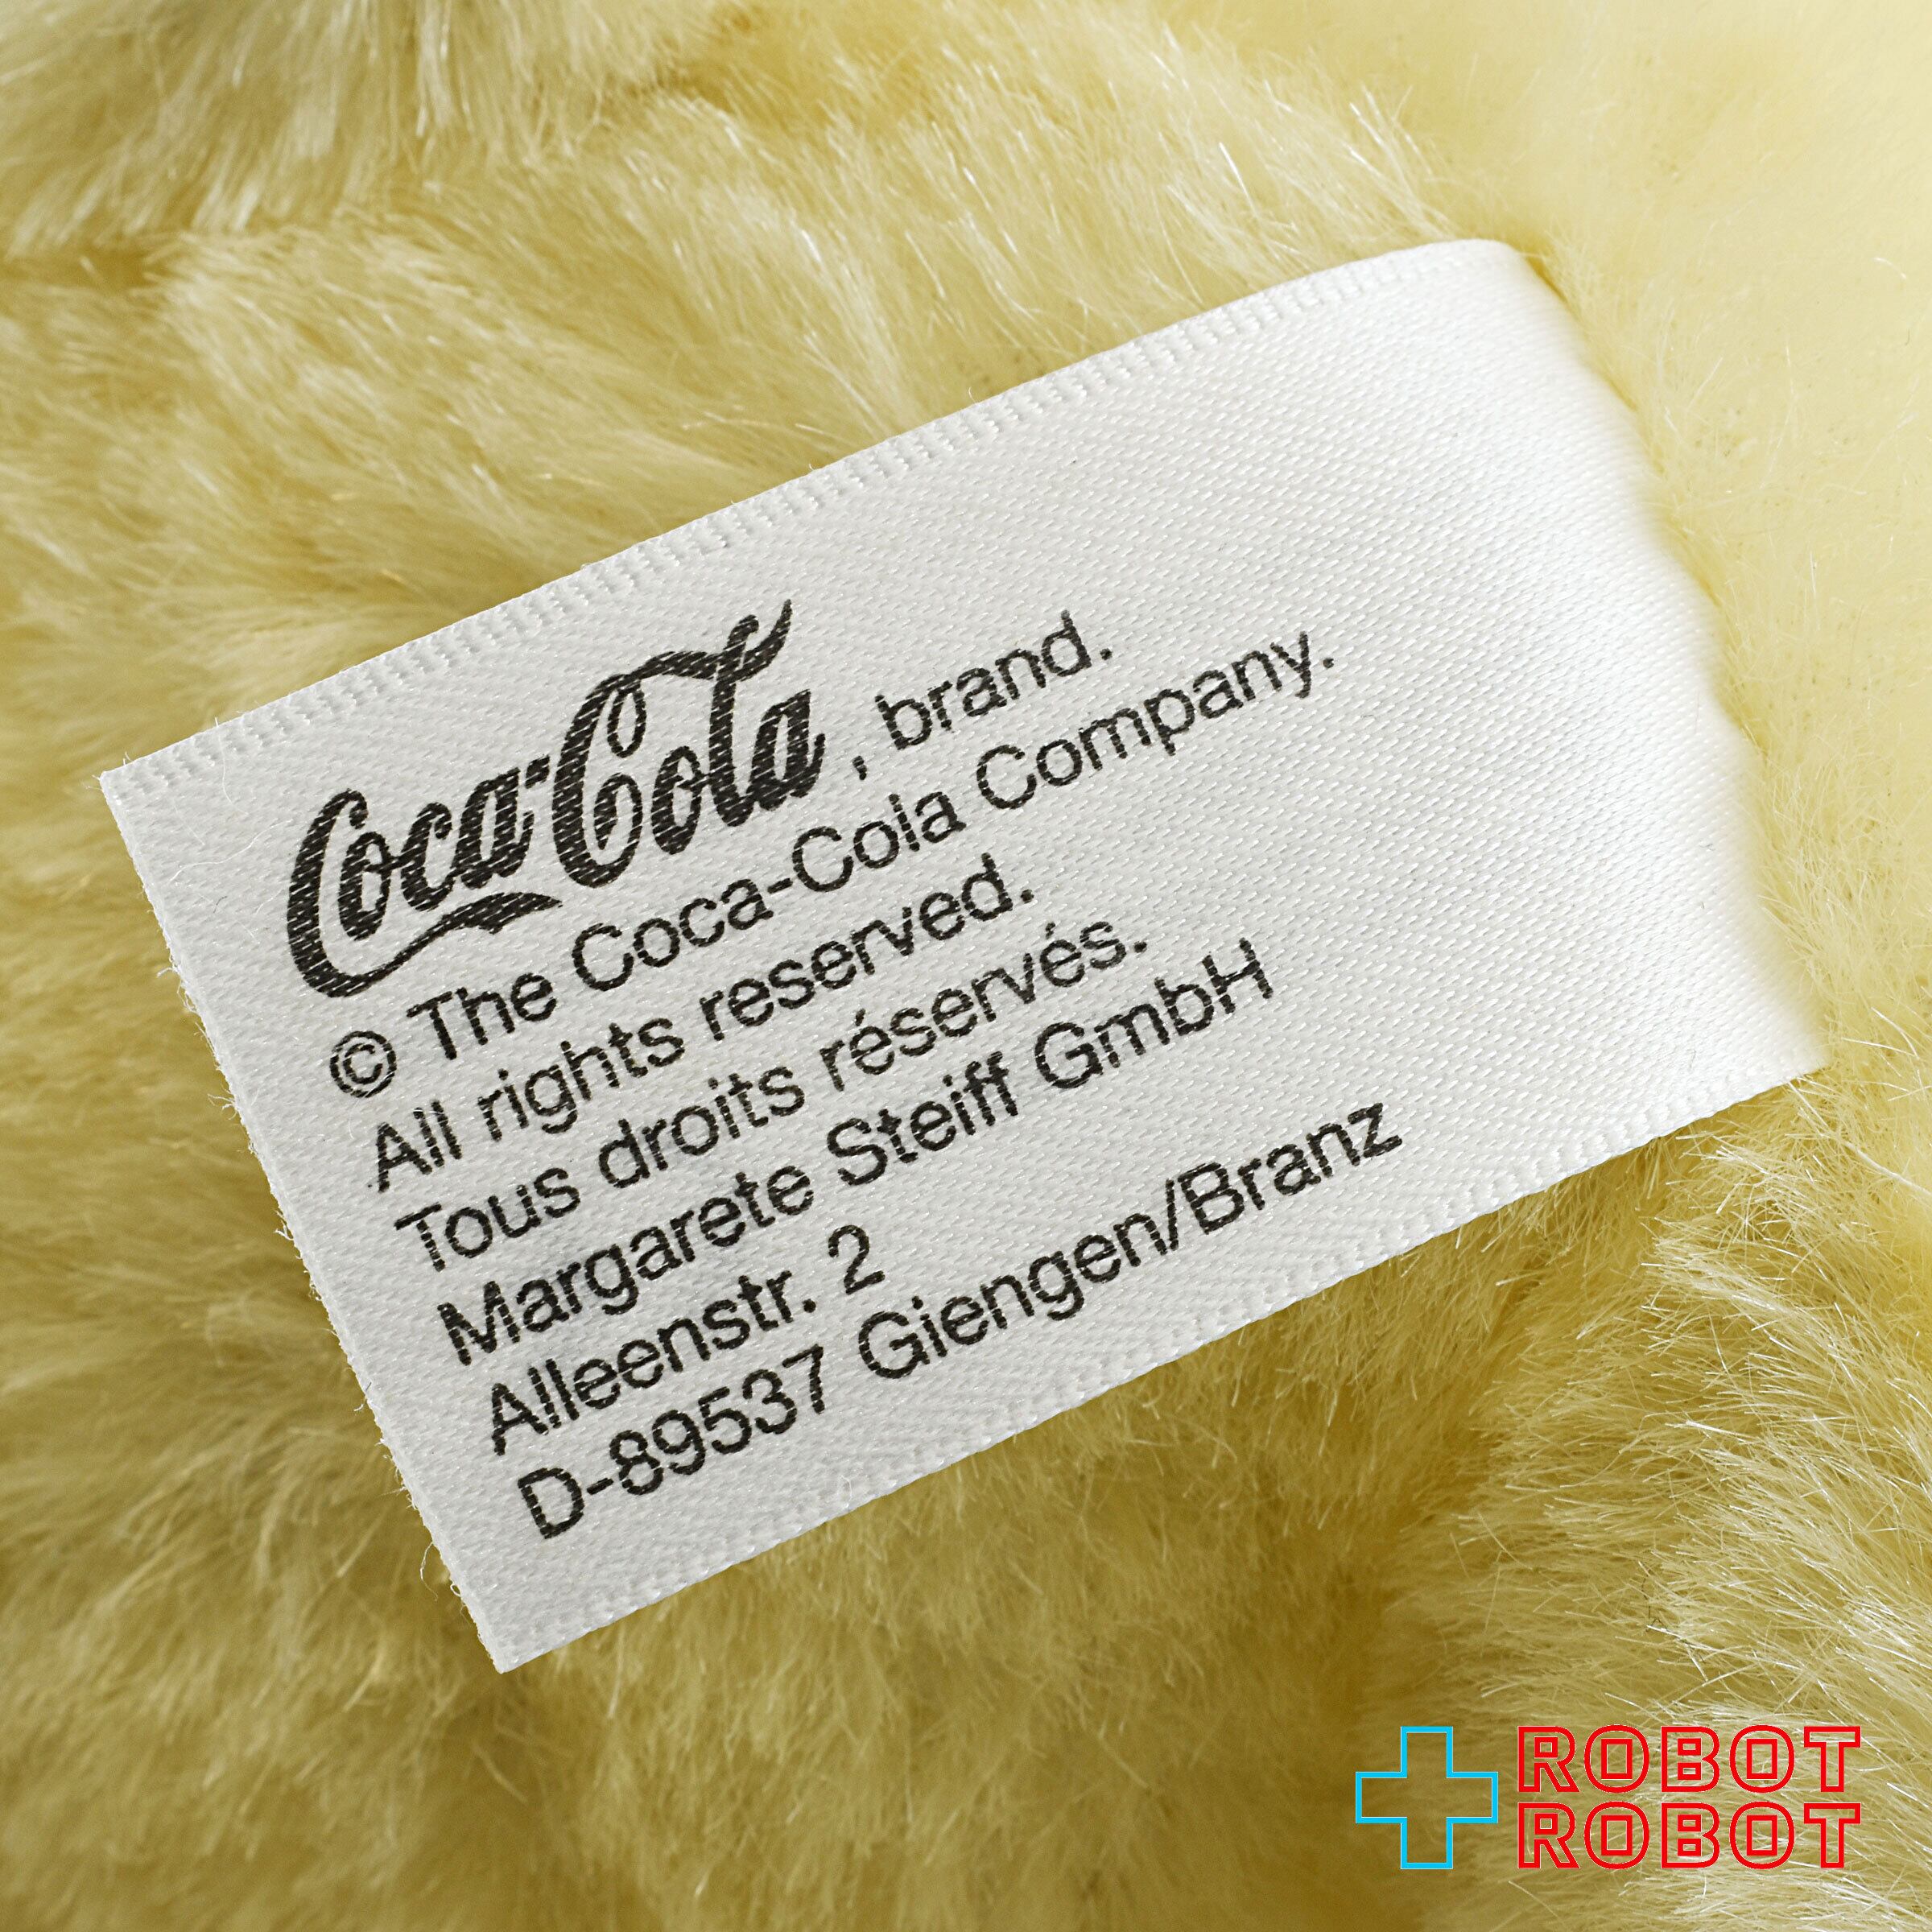 Coca-Cola, brand.
© The Coca-Cola Company.
All rights reserved.
Tous droits réservés.
Margarete Steiff GmbH
Alleenstr. 2
D-89537 Giengen/Branz
ROBOT
ROBOT